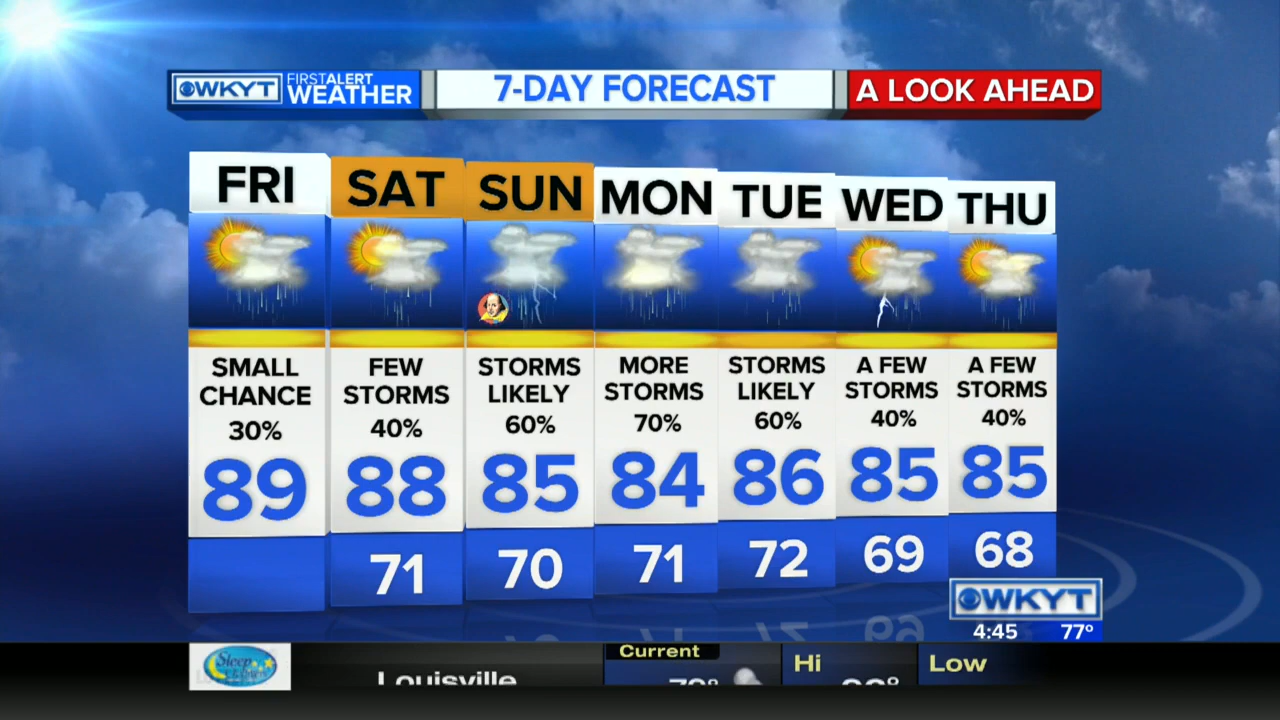 WKYT FIRST ALERT WEATHER
7-DAY FORECAST
A LOOK AHEAD
FRI SAT SUN MON TUE WED THU
SMALL CHANCE 30%
FEW STORMS 40%
STORMS LIKELY 60%
MORE STORMS 70%
STORMS LIKELY 60%
A FEW STORMS 40%
A FEW STORMS 40%
89 88 85 84 86 85 85
71 70 71 72 69 68
WKYT
4:45 77°
Sleep
Louisville
Current
Hi
Low